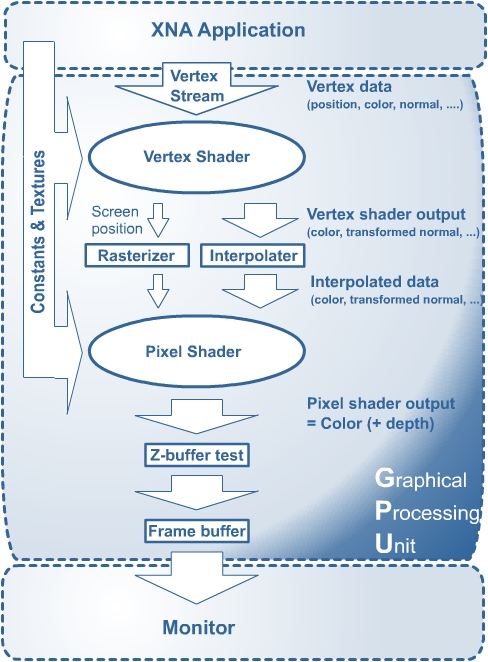 XNA Application
Vertex
Stream
Vertex data
(position, color, normal, ....)
Constants & Textures
Vertex Shader
Screen
position
Vertex shader output
(color, transformed normal, ...)
Rasterizer
Interpolater
Interpolated data
(color, transformed normal, ...)
Pixel Shader
Pixel shader output
= Color (+ depth)
Z-buffer test
Graphical
Processing
Unit
Frame buffer
Monitor